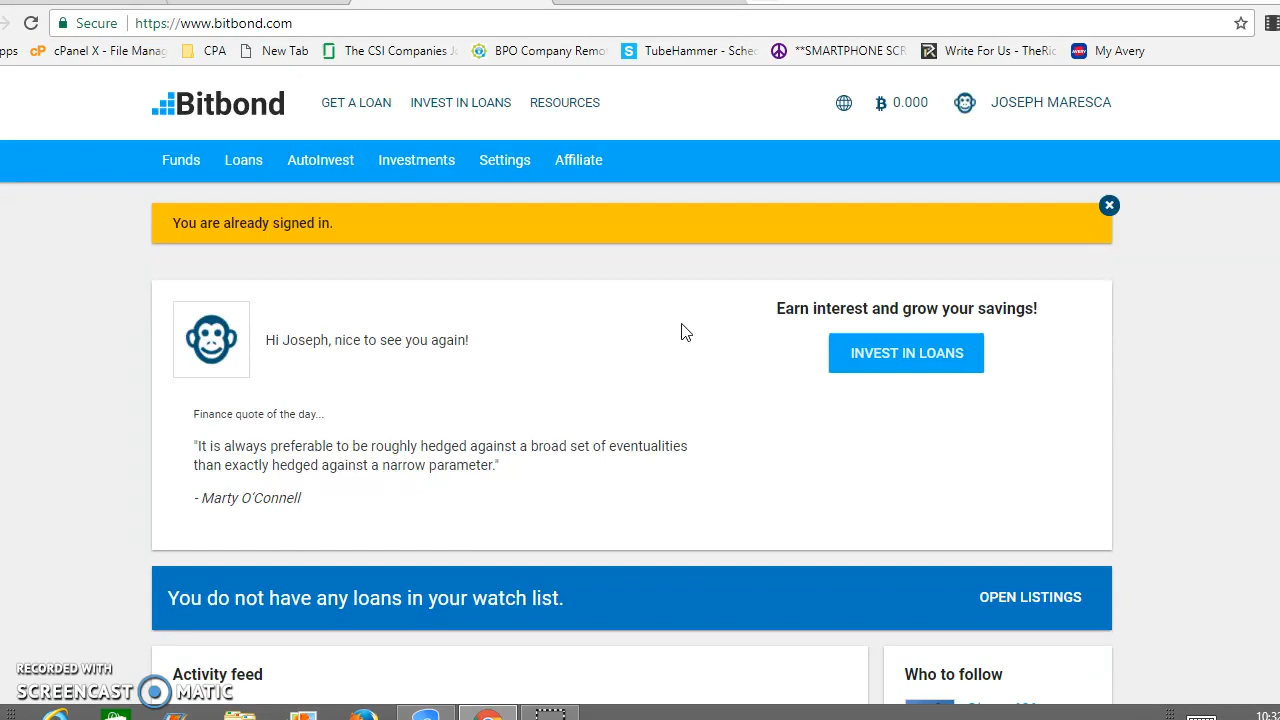 Secure https://www.bitbond.com
pps cPanel X - File Manag CPA New Tab The CSI Companies BPO Company Remo TubeHammer - Sche **SMARTPHONE SCR Write For Us - TheRic My Avery
Bitbond GET A LOAN INVEST IN LOANS RESOURCES 0.000 JOSEPH MARESCA
Funds Loans AutoInvest Investments Settings Affiliate
You are already signed in.
Earn interest and grow your savings!
Hi Joseph, nice to see you again!
INVEST IN LOANS
Finance quote of the day...
"It is always preferable to be roughly hedged against a broad set of eventualities
than exactly hedged against a narrow parameter."
- Marty O'Connell
You do not have any loans in your watch list. OPEN LISTINGS
Activity feed Who to follow
RECORDED WITH
SCREENCAST MATIC